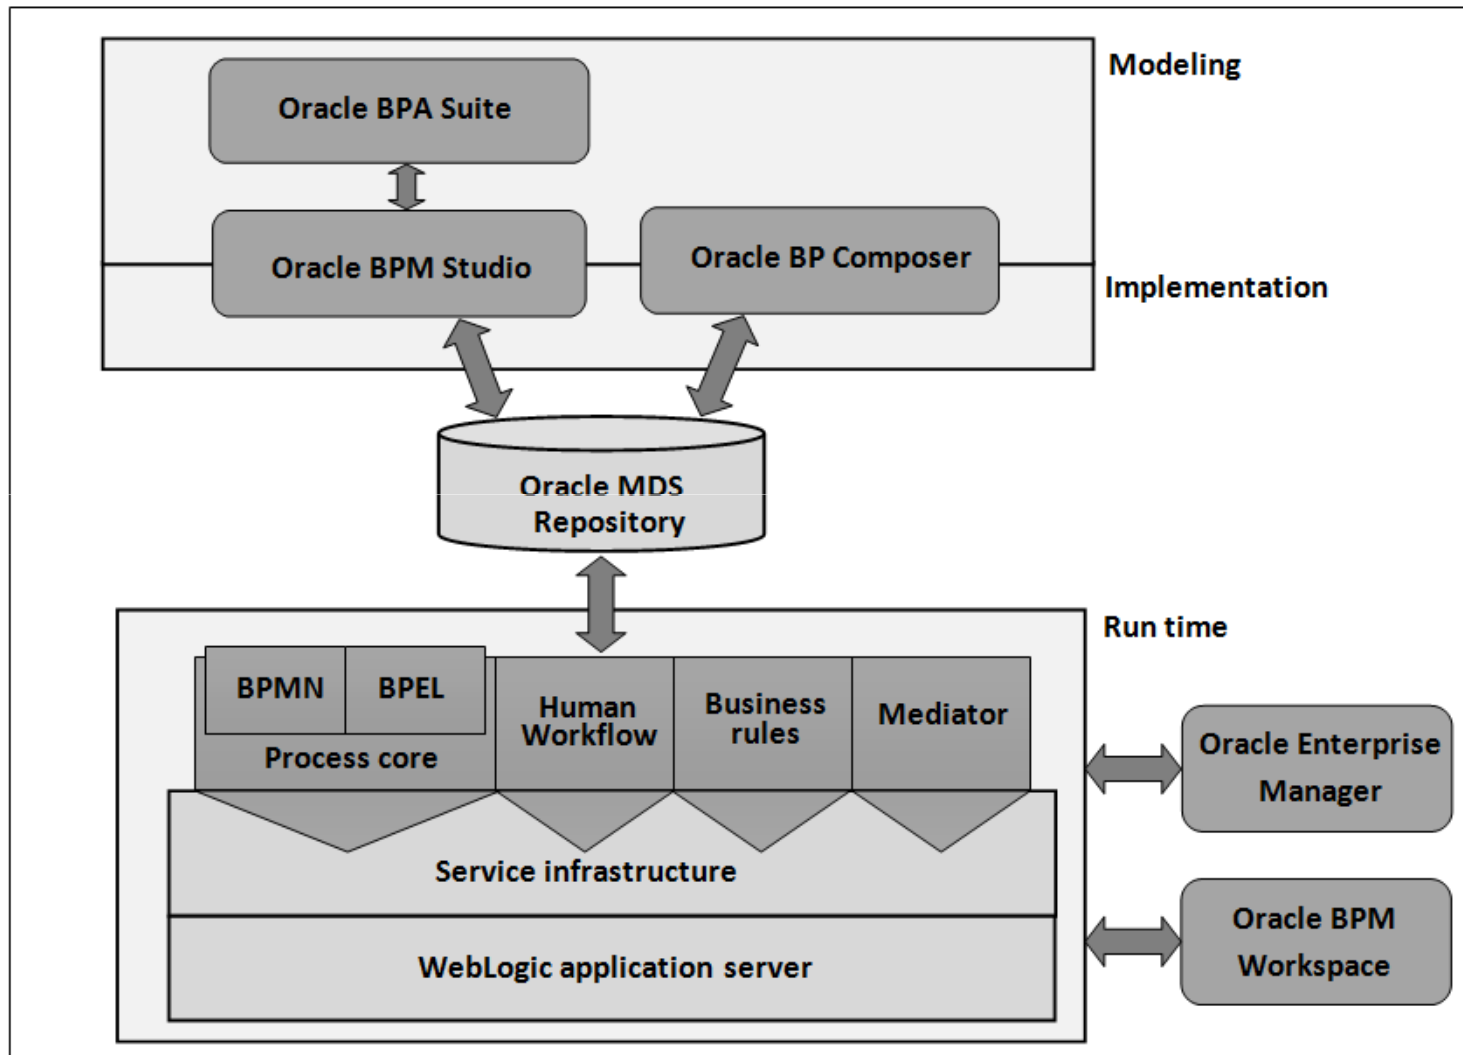 Modeling
Oracle BPA Suite
Oracle BPM Studio
Oracle BP Composer
Implementation
Oracle MDS
Repository
Run time
BPMN
BPEL
Process core
Human
Workflow
Business
rules
Mediator
Oracle Enterprise
Manager
Service infrastructure
WebLogic application server
Oracle BPM
Workspace